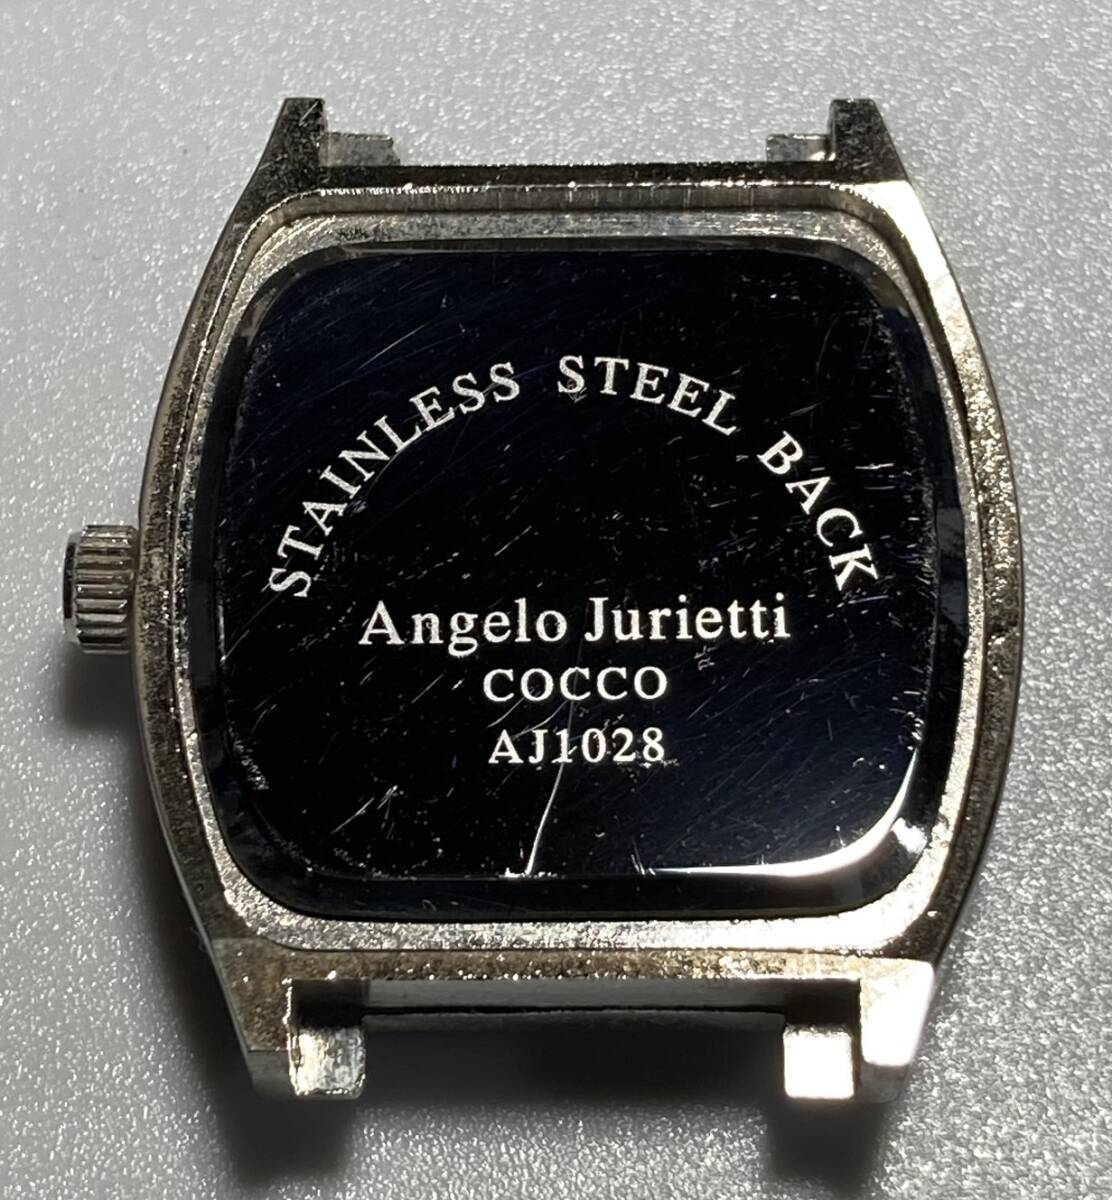 STAINLESS STEEL BACK
Angelo Jurietti
COCCO
AJ1028